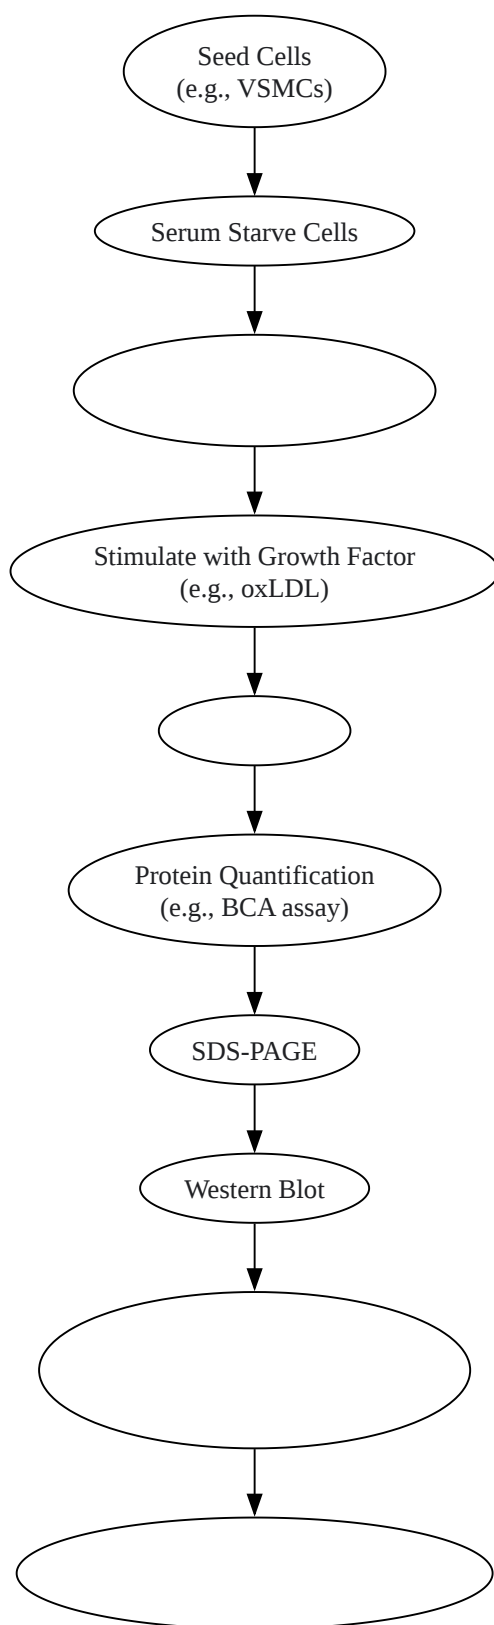 Seed Cells
(e.g., VSMCs)
Serum Starve Cells
Stimulate with Growth Factor
(e.g., oxLDL)
Protein Quantification
(e.g., BCA assay)
SDS-PAGE
Western Blot